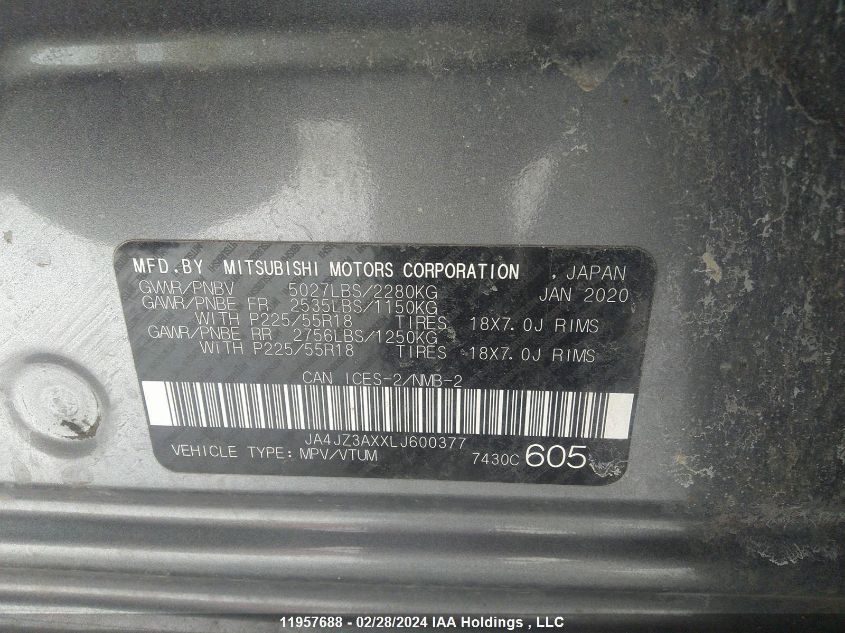 MFD.BY MITSUBISHI MOTORS CORPORATION , JAPAN
GVWR/PNBV 5027LBS/2280KG JAN 2020
GAWR/PNBE FR 2535LBS/1150KG
WITH P225/55R18 TIRES 18X7.0J RIMS
GAWR/PNBE RR 2756LBS/1250KG
WITH P225/55R18 TIRES 18X7.0J RIMS
CAN ICES-2/NMB-2
JA4JZ3AXXLJ600377
VEHICLE TYPE:MPV/VTUM 7430C 605
11957688 - 02/28/2024 IAA Holdings , LLC